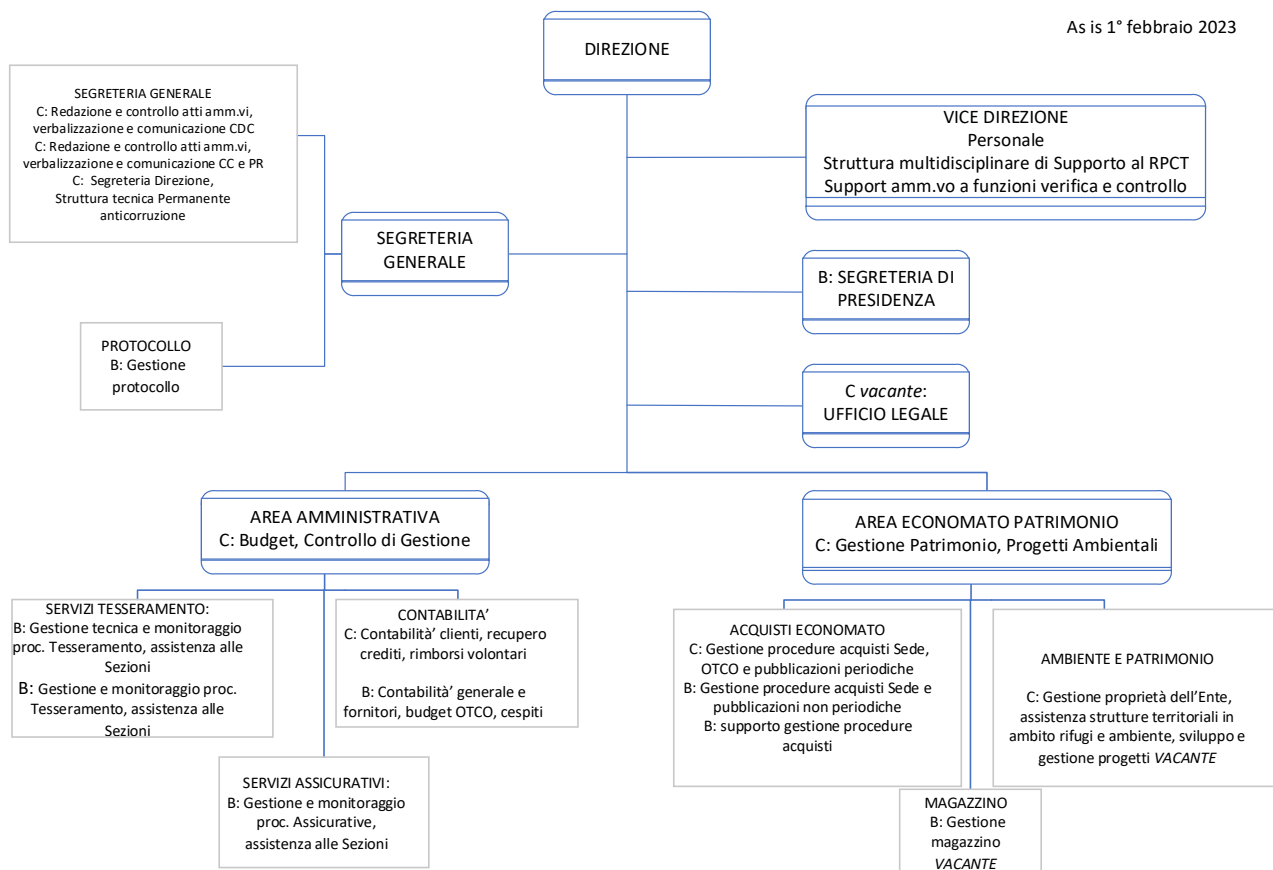 As is 1° febbraio 2023
DIREZIONE
SEGRETERIA GENERALE
C: Redazione e controllo atti amm.vi,
verbalizzazione e comunicazione CDC
C: Redazione e controllo atti amm.vi,
verbalizzazione e comunicazione CC e PR
C: Segreteria Direzione,
Struttura tecnica Permanente
anticorruzione
VICE DIREZIONE
Personale
Struttura multidisciplinare di Supporto al RPCT
Support amm.vo a funzioni verifica e controllo
SEGRETERIA
GENERALE
B: SEGRETERIA DI
PRESIDENZA
PROTOCOLLO
B: Gestione
protocollo
C vacante:
UFFICIO LEGALE
AREA AMMINISTRATIVA
C: Budget, Controllo di Gestione
AREA ECONOMATO PATRIMONIO
C: Gestione Patrimonio, Progetti Ambientali
SERVIZI TESSERAMENTO:
B: Gestione tecnica e monitoraggio
proc. Tesseramento, assistenza alle
Sezioni
B: Gestione e monitoraggio proc.
Tesseramento, assistenza alle
Sezioni
CONTABILITA’
C: Contabilità’ clienti, recupero
crediti, rimborsi volontari
B: Contabilità’ generale e
fornitori, budget OTCO, cespiti
SERVIZI ASSICURATIVI:
B: Gestione e monitoraggio
proc. Assicurative,
assistenza alle Sezioni
ACQUISTI ECONOMATO
C: Gestione procedure acquisti Sede,
OTCO e pubblicazioni periodiche
B: Gestione procedure acquisti Sede e
pubblicazioni non periodiche
B: supporto gestione procedure
acquisti
AMBIENTE E PATRIMONIO
C: Gestione proprietà dell’Ente,
assistenza strutture territoriali in
ambito rifugi e ambiente, sviluppo e
gestione progetti VACANTE
MAGAZZINO
B: Gestione
magazzino
VACANTE